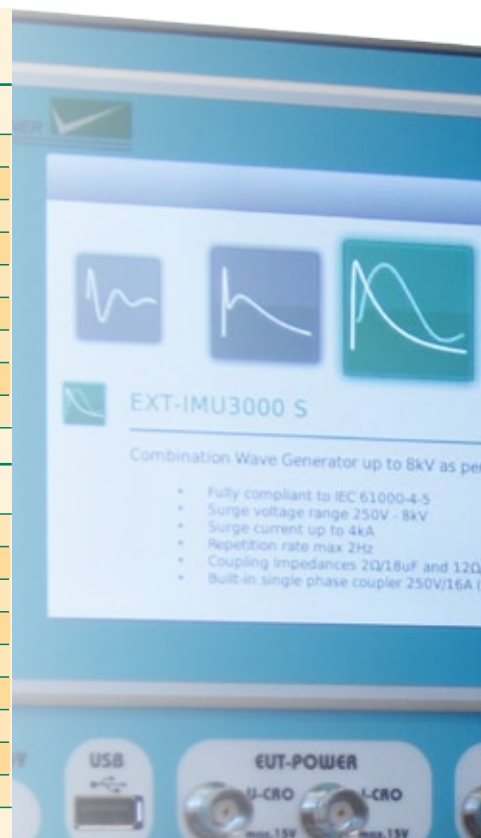 NER
EXT-IMU3000 S
Combination Wave Generator up to 8kV as per
• Fully compliant to IEC 61000-4-5
• Surge voltage range 250V - 8kV
• Surge current up to 4kA
• Repetition rate max 2Hz
• Coupling Impedances 2Ω/18uF and 12Ω/
• Built-in single phase coupler 250V/16A
USB
EUT-POWER
U-CRO
I-CRO
max.15V
max.15V